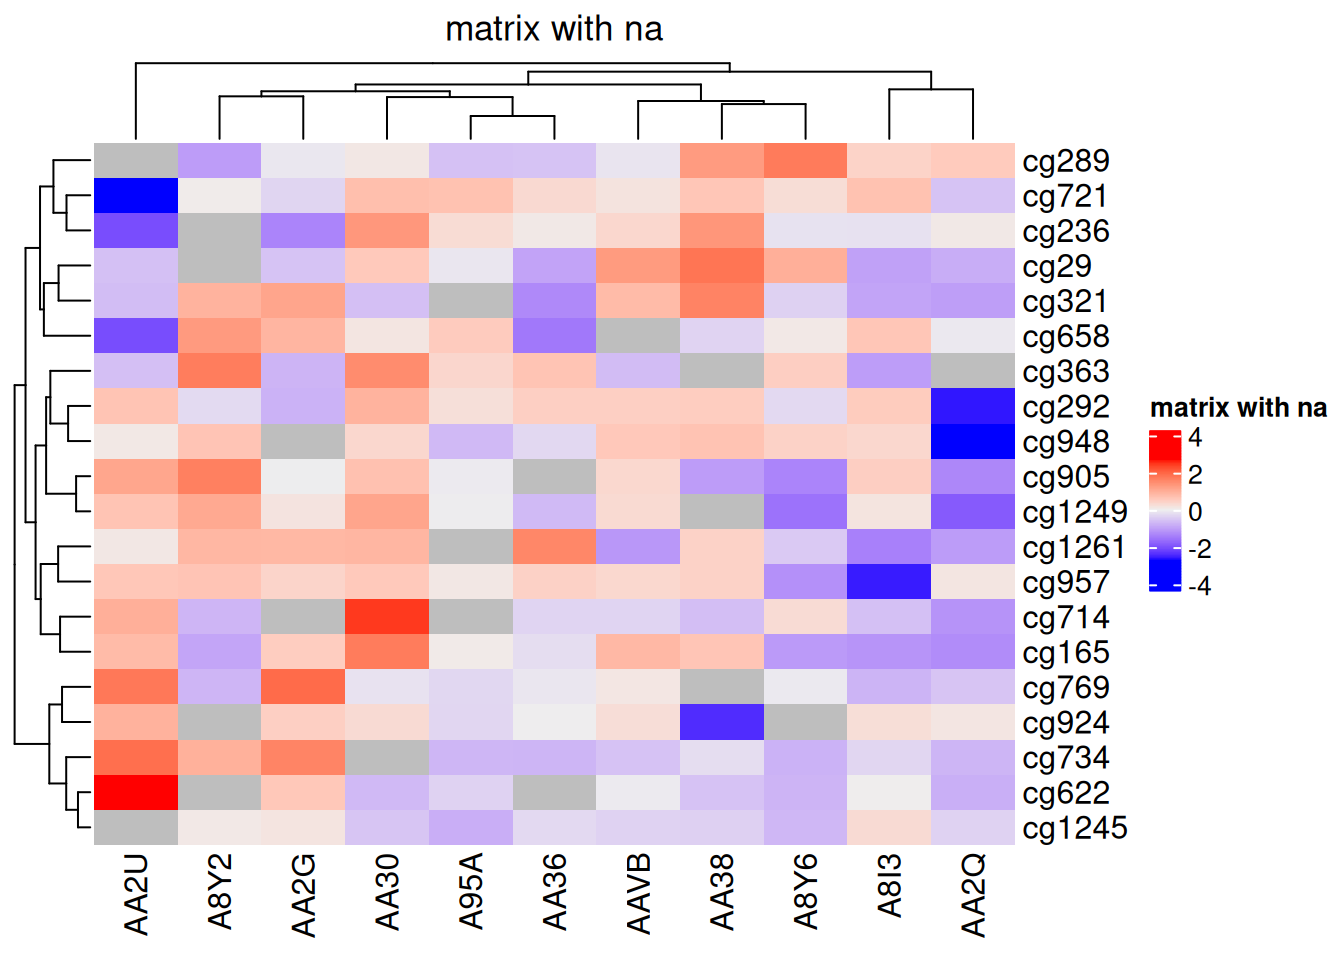 matrix with na
cg289
cg721
cg236
cg29
cg321
cg658
cg363
cg292
cg948
cg905
cg1249
cg1261
cg957
cg714
cg165
cg769
cg924
cg734
cg622
cg1245
matrix with na
4
2
0
-2
-4
AA2U
A8Y2
AA2G
AA30
A95A
AA36
AAVB
AA38
A8Y6
A8I3
AA2Q